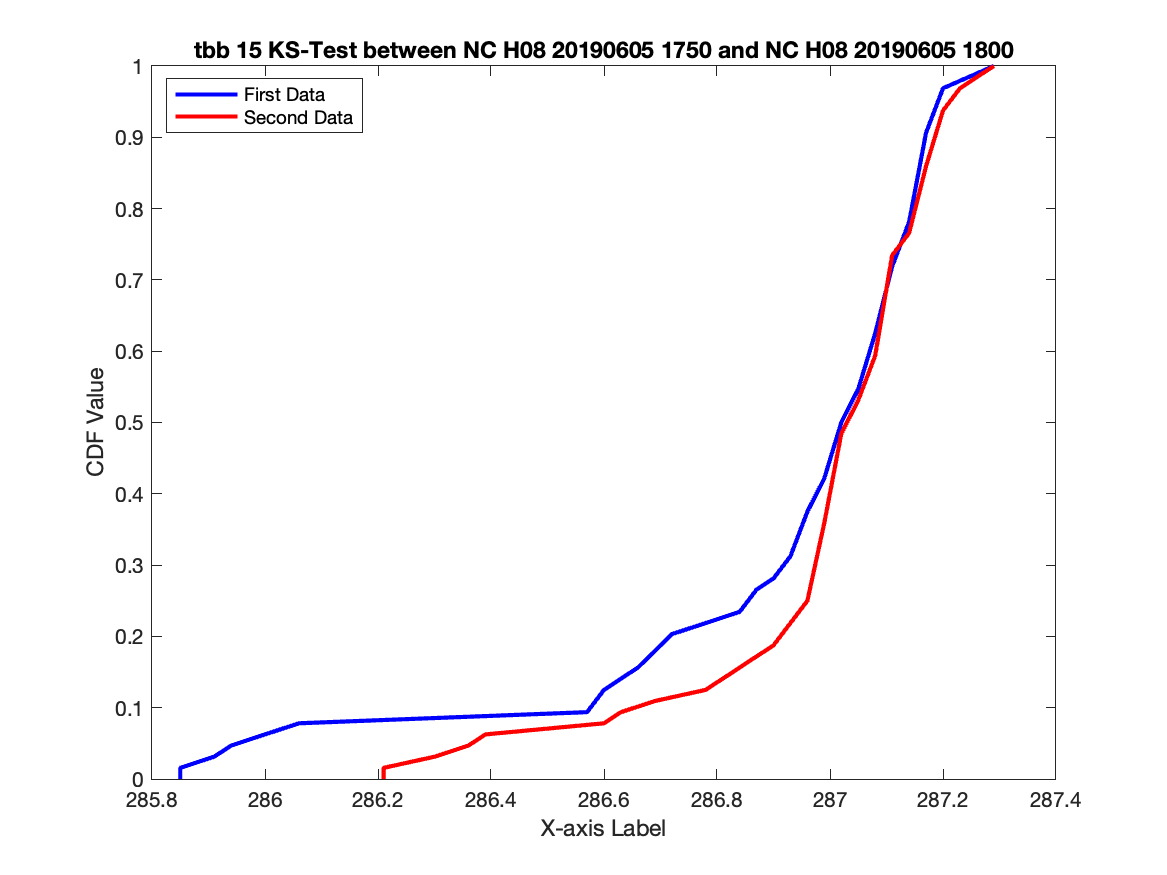 tbb 15 KS-Test between NC H08 20190605 1750 and NC H08 20190605 1800
First Data
Second Data
1
0.9
0.8
0.7
0.6
0.5
0.4
0.3
0.2
0.1
0
CDF Value
285.8 286 286.2 286.4 286.6 286.8 287 287.2 287.4
X-axis Label